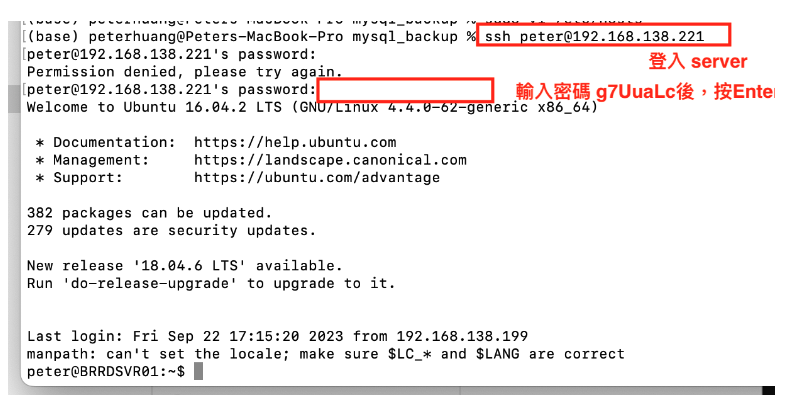 [(base) peterhuang@Peters-MacBook-Pro mysql_backup % ssh peter@192.168.138.221
[peter@192.168.138.221's password:
登入 server
Permission denied, please try again.
[peter@192.168.138.221's password:
輸入密碼 g7UuaLc後，按Enter
Welcome to Ubuntu 16.04.2 LTS (GNU/Linux 4.4.0-62-generic x86_64)
* Documentation: https://help.ubuntu.com
* Management: https://landscape.canonical.com
* Support: https://ubuntu.com/advantage
382 packages can be updated.
279 updates are security updates.
New release '18.04.6 LTS' available.
Run 'do-release-upgrade' to upgrade to it.
Last login: Fri Sep 22 17:15:20 2023 from 192.168.138.199
manpath: can't set the locale; make sure $LC_* and $LANG are correct
peter@BRRDSVR01:~$